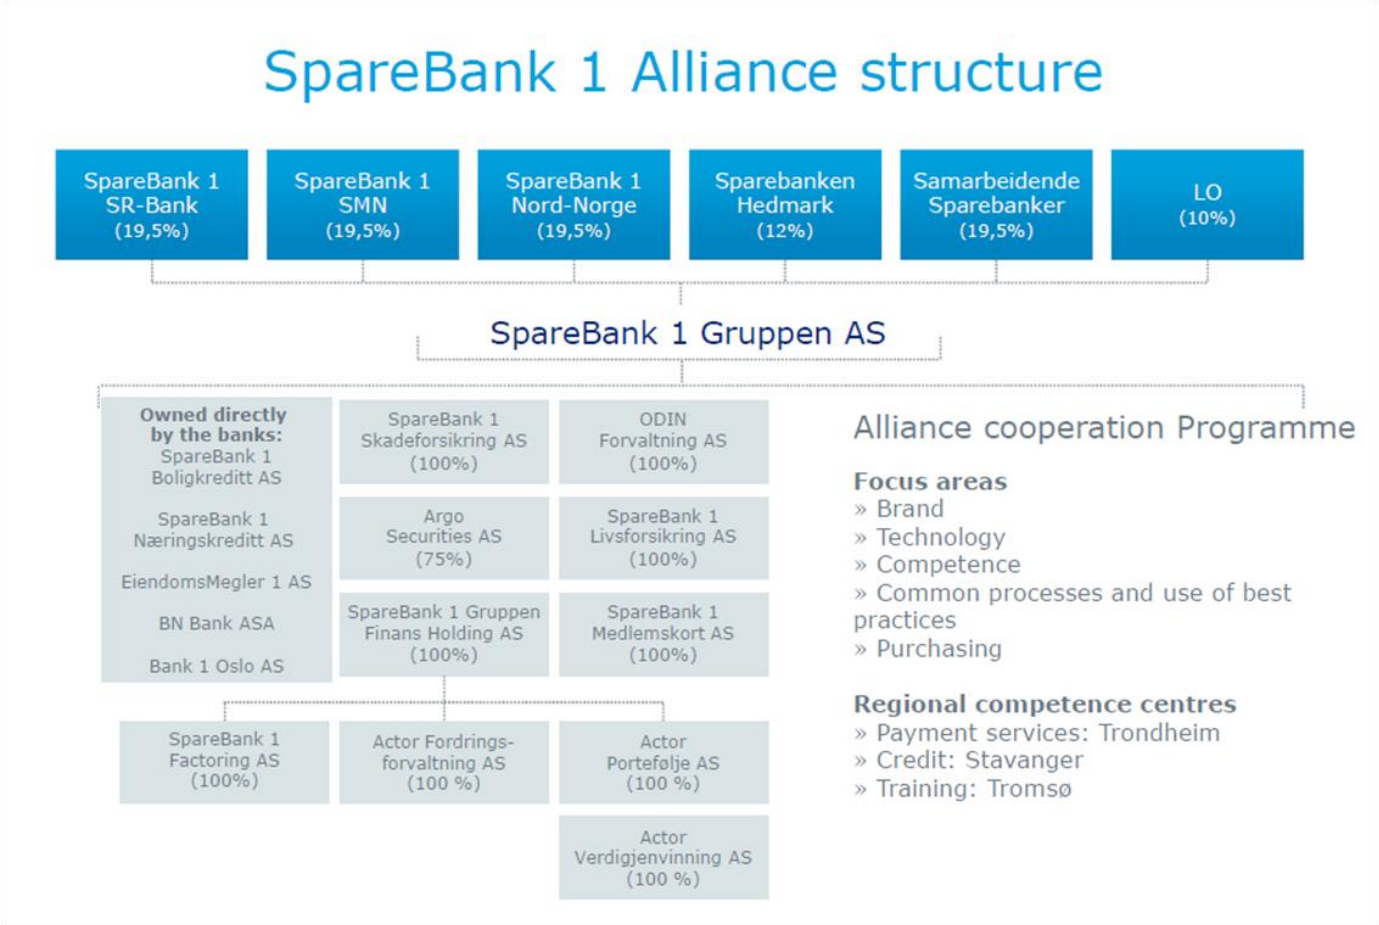 SpareBank 1 Alliance structure
SpareBank 1
SR-Bank
(19,5%)
SpareBank 1
SMN
(19,5%)
SpareBank 1
Nord-Norge
(19,5%)
Sparebanken
Hedmark
(12%)
Samarbeidende
Sparebanker
(19,5%)
LO
(10%)
SpareBank 1 Gruppen AS
Owned directly
by the banks:
SpareBank 1
Boligkreditt AS
SpareBank 1
Næringskreditt AS
EiendomsMegler 1 AS
BN Bank ASA
Bank 1 Oslo AS
SpareBank 1
Skadeforsikring AS
(100%)
ODIN
Forvaltning AS
(100%)
Argo
Securities AS
(75%)
SpareBank 1
Livsforsikring AS
(100%)
SpareBank 1 Gruppen
Finans Holding AS
(100%)
SpareBank 1
Medlemskort AS
(100%)
SpareBank 1
Factoring AS
(100%)
Actor Fordrings-
forvaltning AS
(100 %)
Actor
Portefølje AS
(100 %)
Actor
Verdigjenvinning AS
(100 %)
Alliance cooperation Programme
Focus areas
» Brand
» Technology
» Competence
» Common processes and use of best
practices
» Purchasing
Regional competence centres
» Payment services: Trondheim
» Credit: Stavanger
» Training: Tromsø